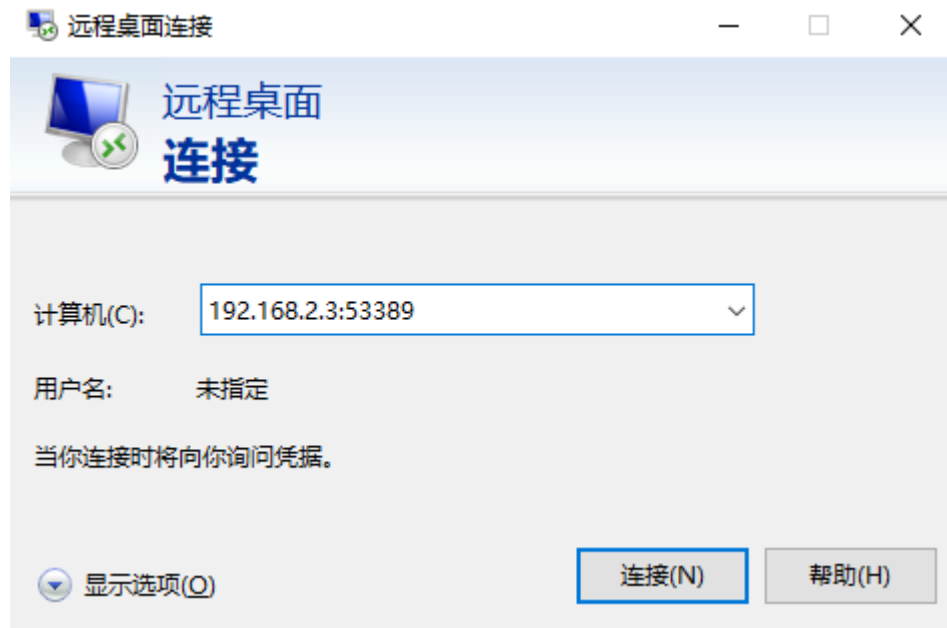 远程桌面连接
远程桌面
连接
计算机(C):
192.168.2.3:53389
用户名:
未指定
当你连接时将向你询问凭据。
显示选项(O)
连接(N)
帮助(H)